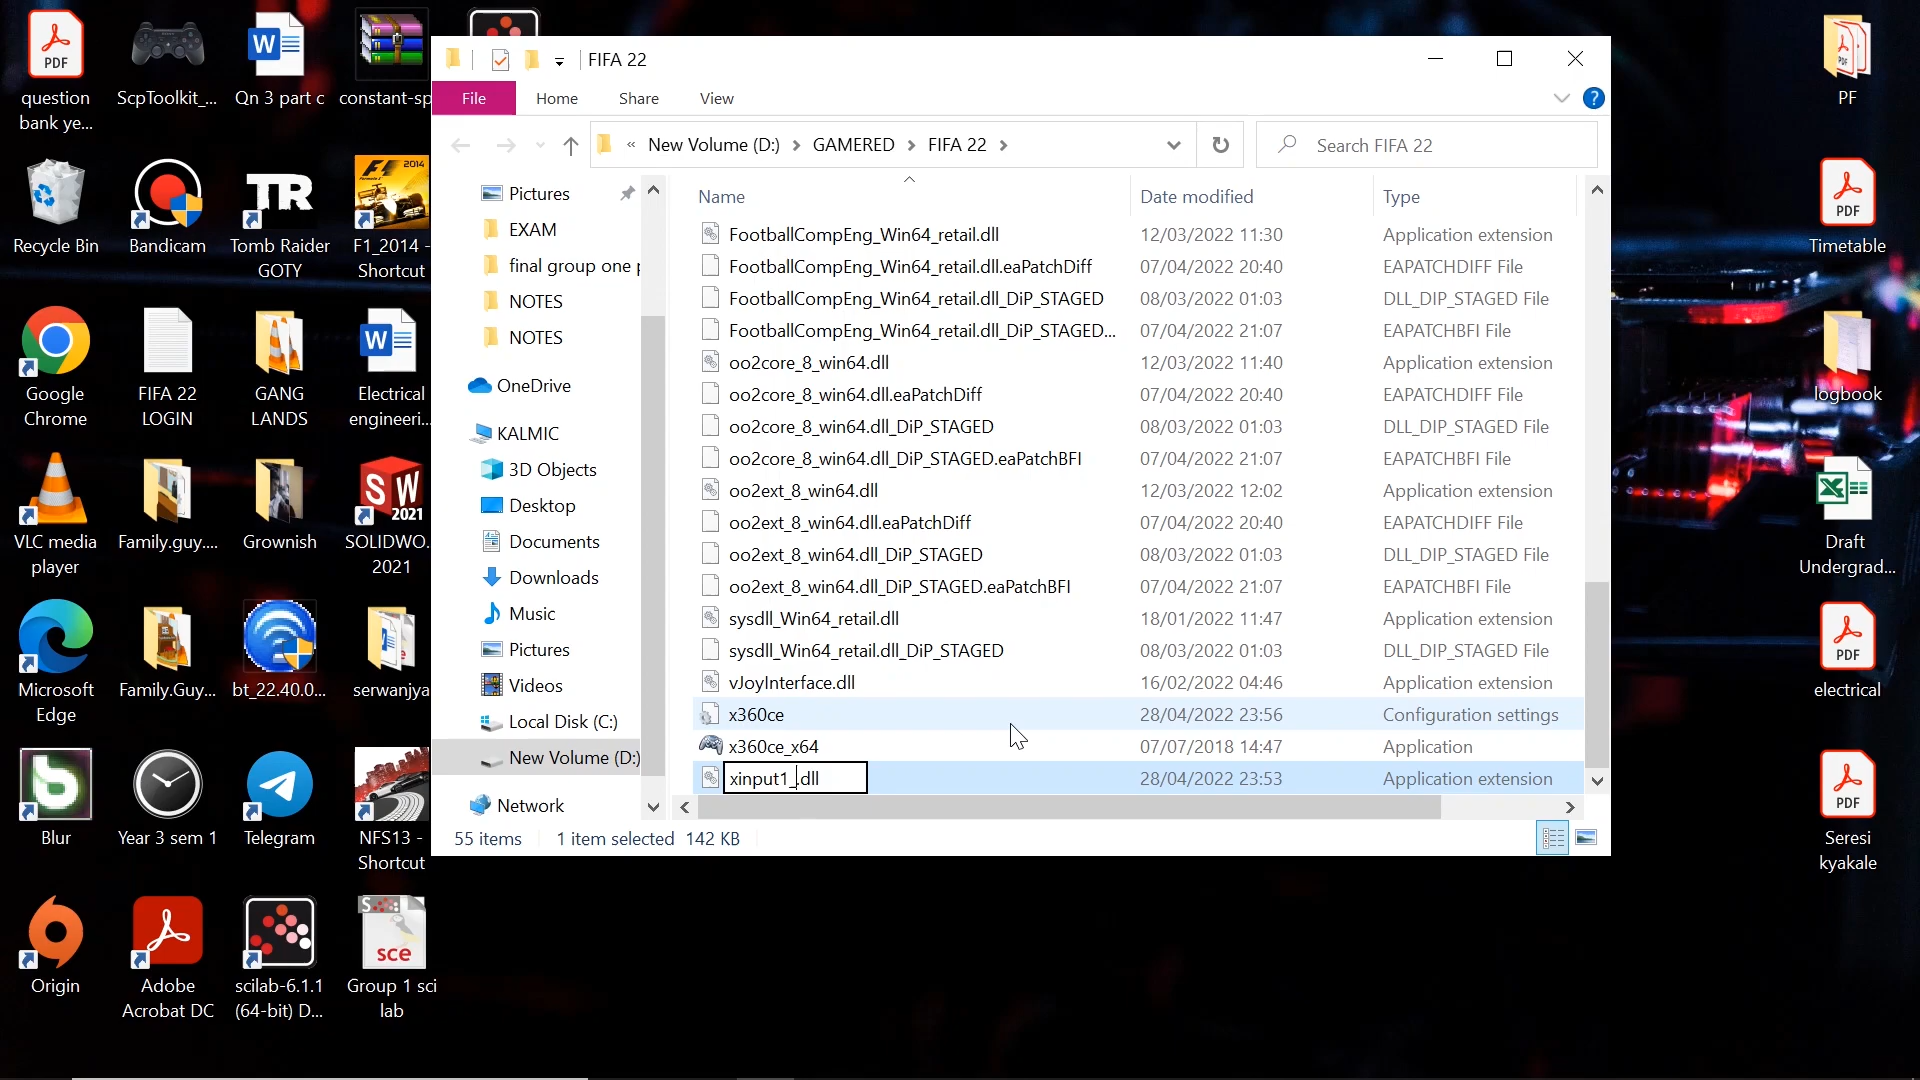 question
bank ye...
ScpToolkit_...
Qn 3 part c
constant-sp
Recycle Bin
Bandicam
Tomb Raider
GOTY
F1_2014 -
Shortcut
Google
Chrome
FIFA 22
LOGIN
GANG
LANDS
Electrical
engineeri...
VLC media
player
Family.guy....
Grownish
SOLIDWO.
2021
Microsoft
Edge
Family.Guy...
bt_22.40.0...
serwanjya
Blur
Year 3 sem 1
Telegram
NFS13 -
Shortcut
Origin
Adobe
Acrobat DC
scilab-6.1.1
(64-bit) D...
Group 1 sci
lab
PDF
TR
F1 2014
SW
2021
S
sce
FIFA 22
File
Home
Share
View
?
« New Volume (D:) > GAMERED > FIFA 22 >
Search FIFA 22
Pictures
EXAM
final group one p
NOTES
NOTES
OneDrive
KALMIC
3D Objects
Desktop
Documents
Downloads
Music
Pictures
Videos
Local Disk (C:)
New Volume (D:)
Network
Name Date modified Type
FootballCompEng_Win64_retail.dll 12/03/2022 11:30 Application extension
FootballCompEng_Win64_retail.dll.eaPatchDiff 07/04/2022 20:40 EAPATCHDIFF File
FootballCompEng_Win64_retail.dll_DiP_STAGED 08/03/2022 01:03 DLL_DIP_STAGED File
FootballCompEng_Win64_retail.dll_DiP_STAGED... 07/04/2022 21:07 EAPATCHBFI File
oo2core_8_win64.dll 12/03/2022 11:40 Application extension
oo2core_8_win64.dll.eaPatchDiff 07/04/2022 20:40 EAPATCHDIFF File
oo2core_8_win64.dll_DiP_STAGED 08/03/2022 01:03 DLL_DIP_STAGED File
oo2core_8_win64.dll_DiP_STAGED.eaPatchBFI 07/04/2022 21:07 EAPATCHBFI File
oo2ext_8_win64.dll 12/03/2022 12:02 Application extension
oo2ext_8_win64.dll.eaPatchDiff 07/04/2022 20:40 EAPATCHDIFF File
oo2ext_8_win64.dll_DiP_STAGED 08/03/2022 01:03 DLL_DIP_STAGED File
oo2ext_8_win64.dll_DiP_STAGED.eaPatchBFI 07/04/2022 21:07 EAPATCHBFI File
sysdll_Win64_retail.dll 18/01/2022 11:47 Application extension
sysdll_Win64_retail.dll_DiP_STAGED 08/03/2022 01:03 DLL_DIP_STAGED File
vJoyInterface.dll 16/02/2022 04:46 Application extension
x360ce 28/04/2022 23:56 Configuration settings
x360ce_x64 07/07/2018 14:47 Application
xinput1_.dll 28/04/2022 23:53 Application extension
55 items 1 item selected 142 KB
PF
PDF
Timetable
logbook
Draft
Undergrad...
PDF
electrical
PDF
Seresi
kyakale